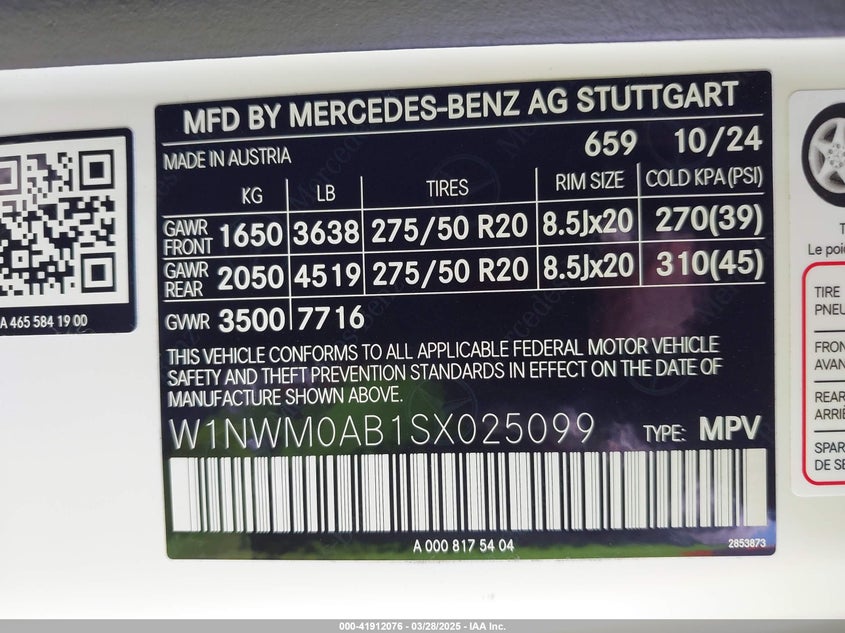 MFD BY MERCEDES-BENZ AG STUTTGART
MADE IN AUSTRIA 659 10/24
KG LB TIRES RIM SIZE COLD KPA(PSI)
GAWR FRONT 1650 3638 275/50 R20 8.5Jx20 270(39)
GAWR REAR 2050 4519 275/50 R20 8.5Jx20 310(45)
GWR 3500 7716
THIS VEHICLE CONFORMS TO ALL APPLICABLE FEDERAL MOTOR VEHICLE
SAFETY AND THEFT PREVENTION STANDARDS IN EFFECT ON THE DATE OF
MANUFACTURE SHOWN ABOVE.
W1NWM0AB1SX025099 TYPE: MPV
A 000 817 54 04 2853873
A 465 584 19 00
Le poi
TIRE
PNEU
FRON
AVAN
REAR
ARRIÈ
SPAR
DE SE
000-41912076 - 03/28/2025 - IAA Inc.